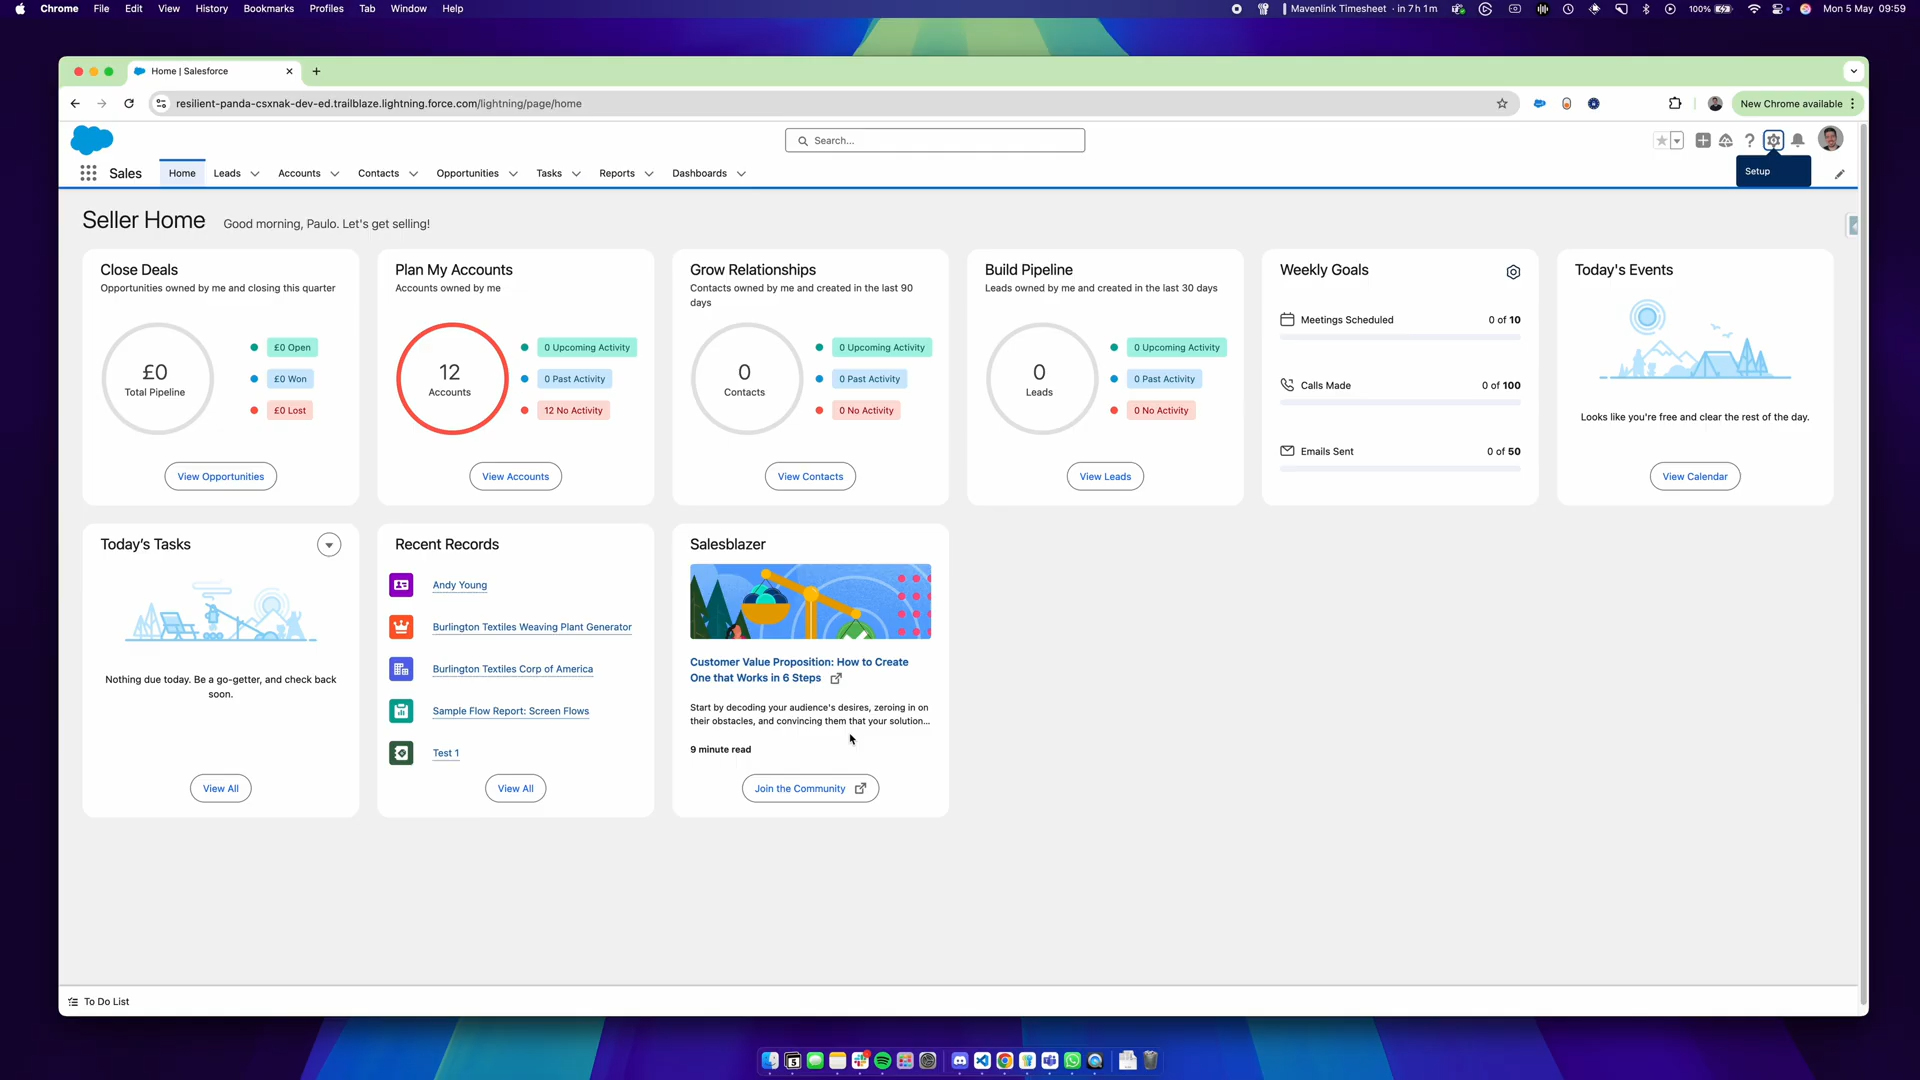 Chrome File Edit View History Bookmarks Profiles Tab Window Help
Mavenlink Timesheet · in 7h 1m 100% Mon 5 May 09:59
Home | Salesforce
resilient-panda-csxnak-dev-ed.trailblaze.lightning.force.com/lightning/page/home
New Chrome available
Search...
Sales Home Leads Accounts Contacts Opportunities Tasks Reports Dashboards
Setup
Seller Home Good morning, Paulo. Let's get selling!
Close Deals
Opportunities owned by me and closing this quarter
£0
Total Pipeline
£0 Open
£0 Won
£0 Lost
View Opportunities
Plan My Accounts
Accounts owned by me
12
Accounts
0 Upcoming Activity
0 Past Activity
12 No Activity
View Accounts
Grow Relationships
Contacts owned by me and created in the last 90
days
0
Contacts
0 Upcoming Activity
0 Past Activity
0 No Activity
View Contacts
Build Pipeline
Leads owned by me and created in the last 30 days
0
Leads
0 Upcoming Activity
0 Past Activity
0 No Activity
View Leads
Weekly Goals
Meetings Scheduled 0 of 10
Calls Made 0 of 100
Emails Sent 0 of 50
Today's Events
Looks like you're free and clear the rest of the day.
View Calendar
Today's Tasks
Nothing due today. Be a go-getter, and check back
soon.
View All
Recent Records
Andy Young
Burlington Textiles Weaving Plant Generator
Burlington Textiles Corp of America
Sample Flow Report: Screen Flows
Test 1
View All
Salesblazer
Customer Value Proposition: How to Create
One that Works in 6 Steps
Start by decoding your audience's desires, zeroing in on
their obstacles, and convincing them that your solution...
9 minute read
Join the Community
To Do List